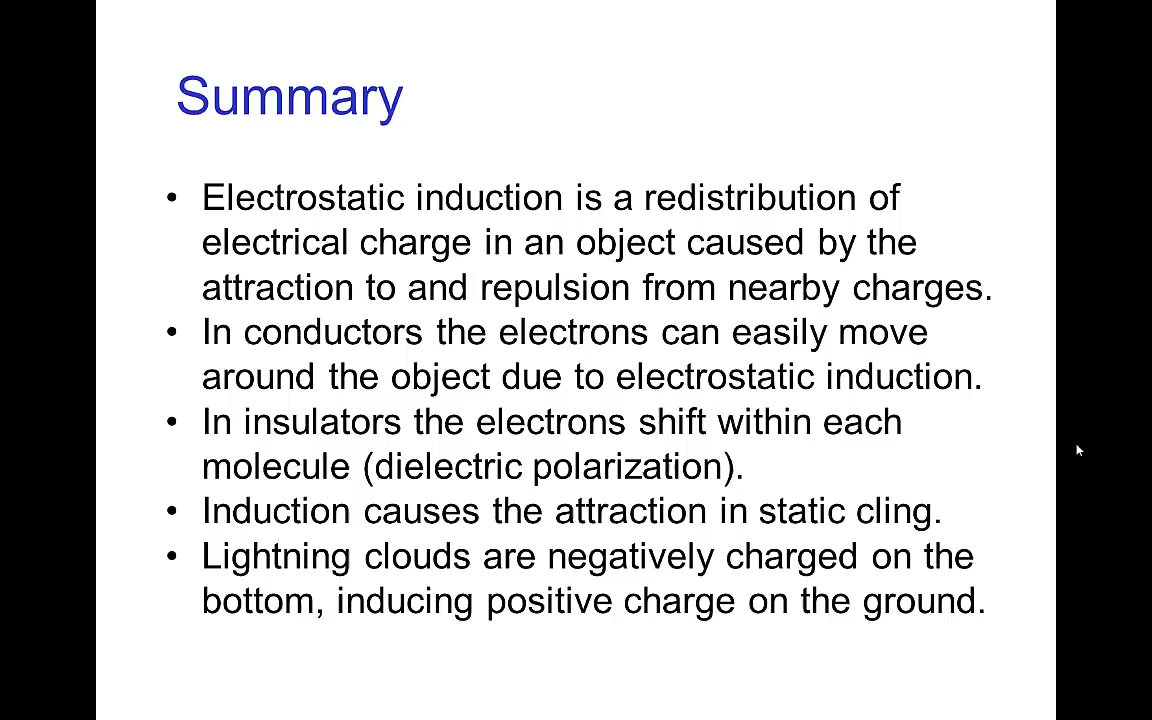 Summary
• Electrostatic induction is a redistribution of
electrical charge in an object caused by the
attraction to and repulsion from nearby charges.
• In conductors the electrons can easily move
around the object due to electrostatic induction.
• In insulators the electrons shift within each
molecule (dielectric polarization).
• Induction causes the attraction in static cling.
• Lightning clouds are negatively charged on the
bottom, inducing positive charge on the ground.